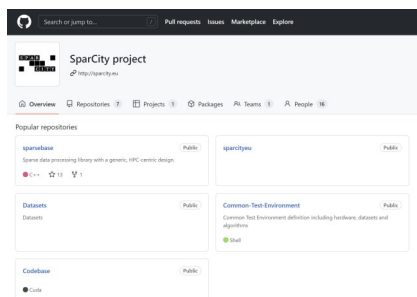 Search or jump to... /
Pull requests Issues Marketplace Explore
SPAR
CITY
SparCity project
http://sparcity.eu
Overview Repositories 7 Projects 1 Packages Teams 1 People 16
Popular repositories
sparsebase Public
Sparse data processing library with a generic, HPC-centric design
C++ 13 1
sparcityeu Public
Datasets Public
Datasets
Common-Test-Environment Public
Common Test Environment definition including hardware, datasets and
algorithms
Shell
Codebase Public
Cuda